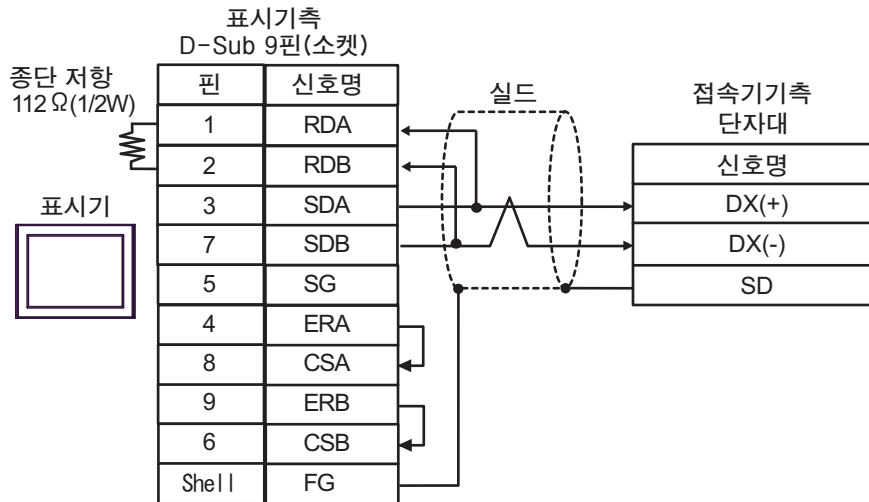 표시기측
D-Sub 9핀(소켓)
종단 저항
112 Ω(1/2W)
표시기
핀 신호명
1 RDA
2 RDB
3 SDA
7 SDB
5 SG
4 ERA
8 CSA
9 ERB
6 CSB
Shell FG
실드
접속기기측
단자대
신호명
DX(+)
DX(-)
SD